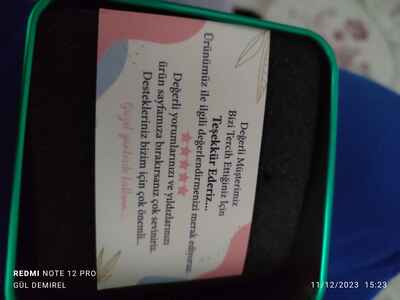 Değerli Müşterimiz
Bizi Tercih Ettiğiniz İçin
Teşekkür Ederiz...
Ürünümüz ile ilgili değerlendirmenizi merak ediyoruz.
Değerli yorumlarınızı ve yıldızlarınızı
ürün sayfamıza bırakırsanız çok seviniriz.
Destekleriniz bizim için çok önemli...
Güzel günlerde
REDMI NOTE 12 PRO
GÜL DEMIREL
11/12/2023 15:23